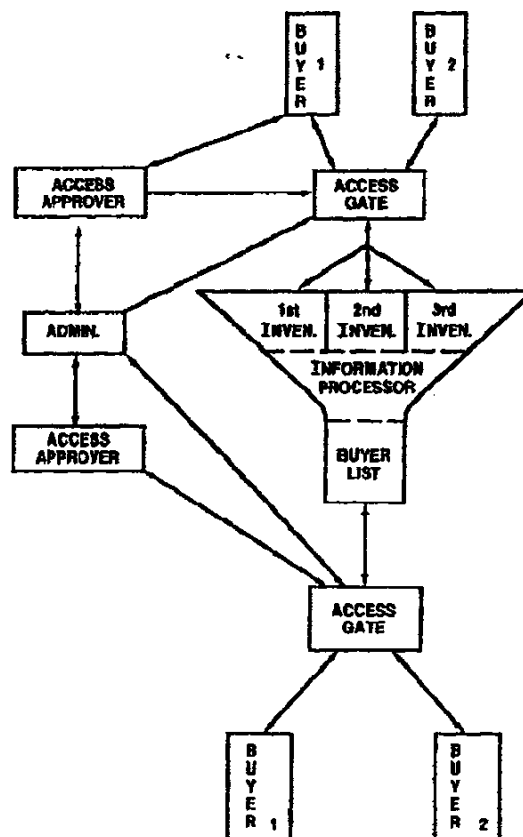 BUYER 1
BUYER 2
ACCESS
APPROVER
ACCESS
GATE
1st
INVEN.
2nd
INVEN.
3rd
INVEN.
ADMIN.
INFORMATION
PROCESSOR
ACCESS
APPROVER
BUYER
LIST
ACCESS
GATE
BUYER 1
BUYER 2